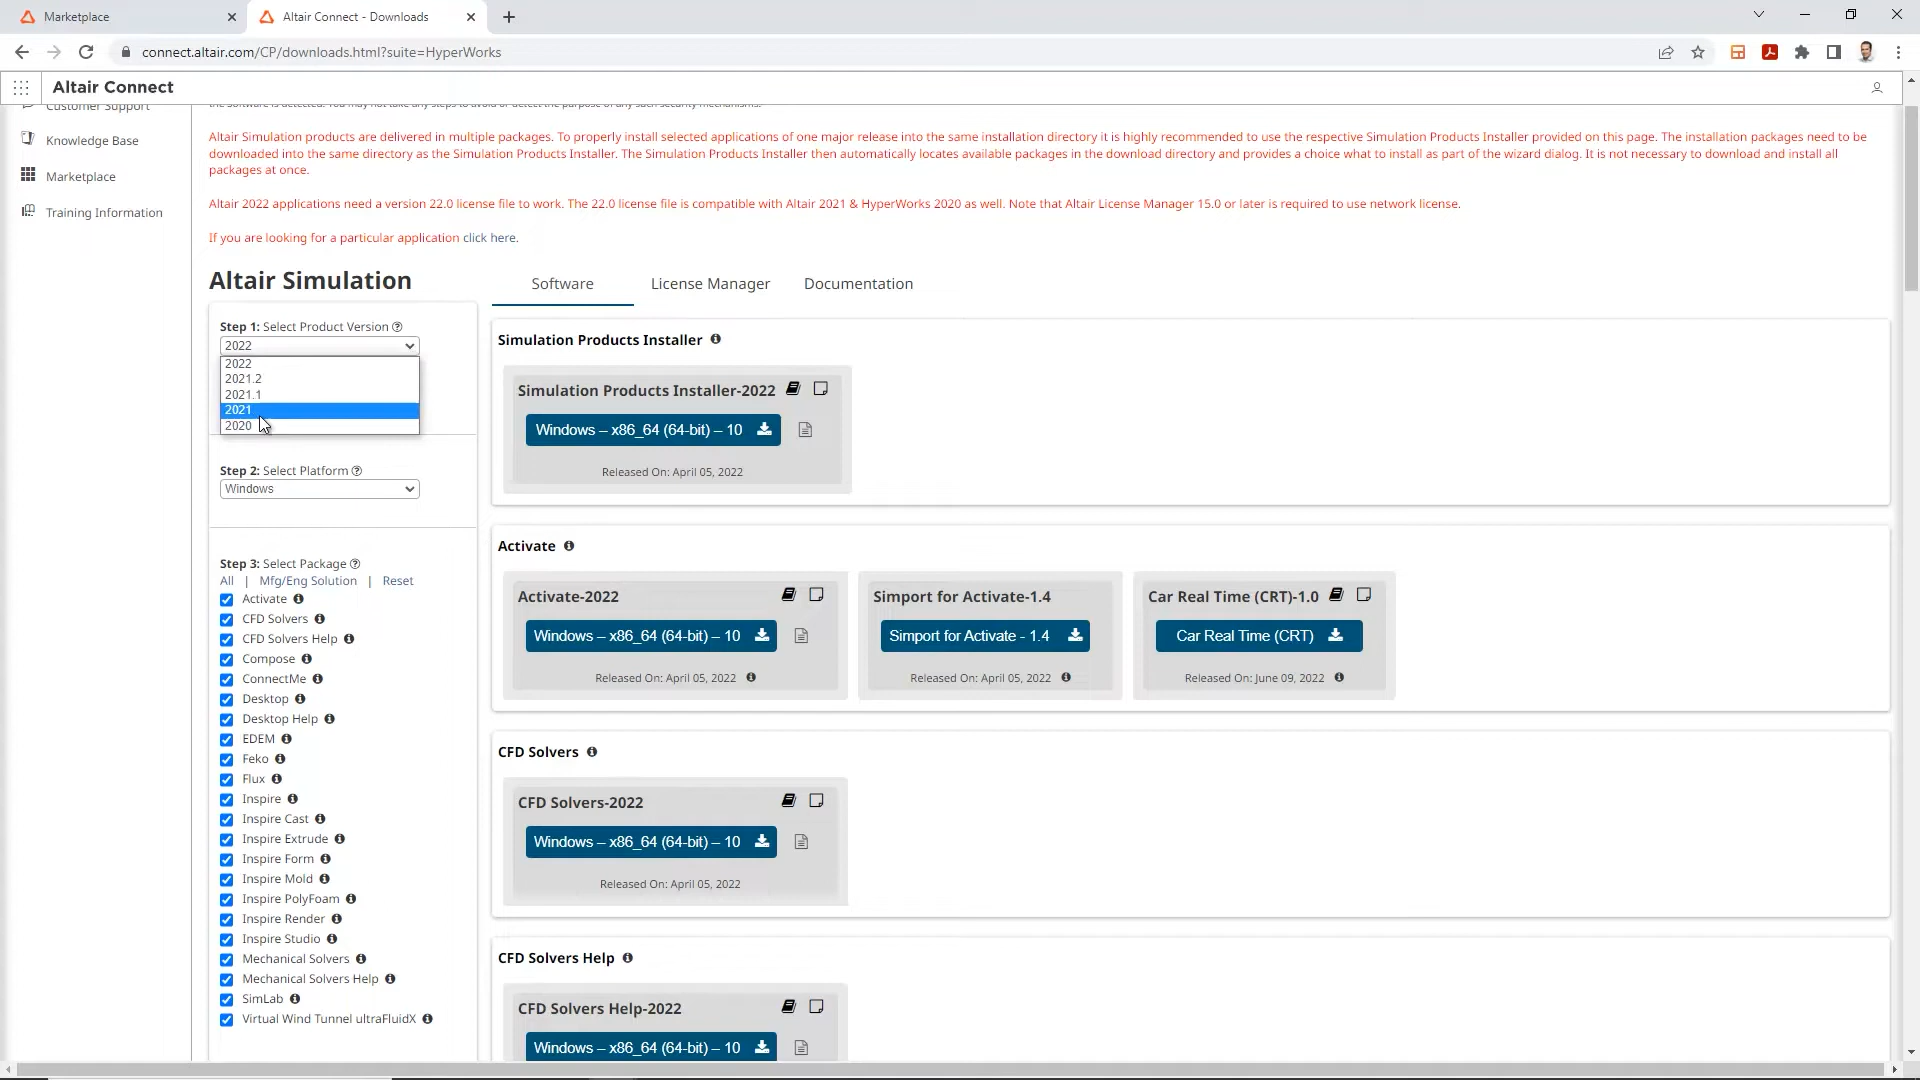 Marketplace
Altair Connect - Downloads
connect.altair.com/CP/downloads.html?suite=HyperWorks
Altair Connect
Customer Support
Knowledge Base
Marketplace
Training Information
the software is detected. You may not take any steps to avoid or detect the purpose of any such security mechanisms.
Altair Simulation products are delivered in multiple packages. To properly install selected applications of one major release into the same installation directory it is highly recommended to use the respective Simulation Products Installer provided on this page. The installation packages need to be
downloaded into the same directory as the Simulation Products Installer. The Simulation Products Installer then automatically locates available packages in the download directory and provides a choice what to install as part of the wizard dialog. It is not necessary to download and install all
packages at once.
Altair 2022 applications need a version 22.0 license file to work. The 22.0 license file is compatible with Altair 2021 & HyperWorks 2020 as well. Note that Altair License Manager 15.0 or later is required to use network license.
If you are looking for a particular application click here.
Altair Simulation
Software
License Manager
Documentation
Step 1: Select Product Version
2022
2022
2021.2
2021.1
2021
2020
Step 2: Select Platform
Windows
Step 3: Select Package
All | Mfg/Eng Solution | Reset
Activate
CFD Solvers
CFD Solvers Help
Compose
ConnectMe
Desktop
Desktop Help
EDEM
Feko
Flux
Inspire
Inspire Cast
Inspire Extrude
Inspire Form
Inspire Mold
Inspire PolyFoam
Inspire Render
Inspire Studio
Mechanical Solvers
Mechanical Solvers Help
SimLab
Virtual Wind Tunnel ultraFluidX
Simulation Products Installer
Simulation Products Installer-2022
Windows – x86_64 (64-bit) – 10
Released On: April 05, 2022
Activate
Activate-2022
Windows – x86_64 (64-bit) – 10
Released On: April 05, 2022
Simport for Activate-1.4
Simport for Activate - 1.4
Released On: April 05, 2022
Car Real Time (CRT)-1.0
Car Real Time (CRT)
Released On: June 09, 2022
CFD Solvers
CFD Solvers-2022
Windows – x86_64 (64-bit) – 10
Released On: April 05, 2022
CFD Solvers Help
CFD Solvers Help-2022
Windows – x86_64 (64-bit) – 10